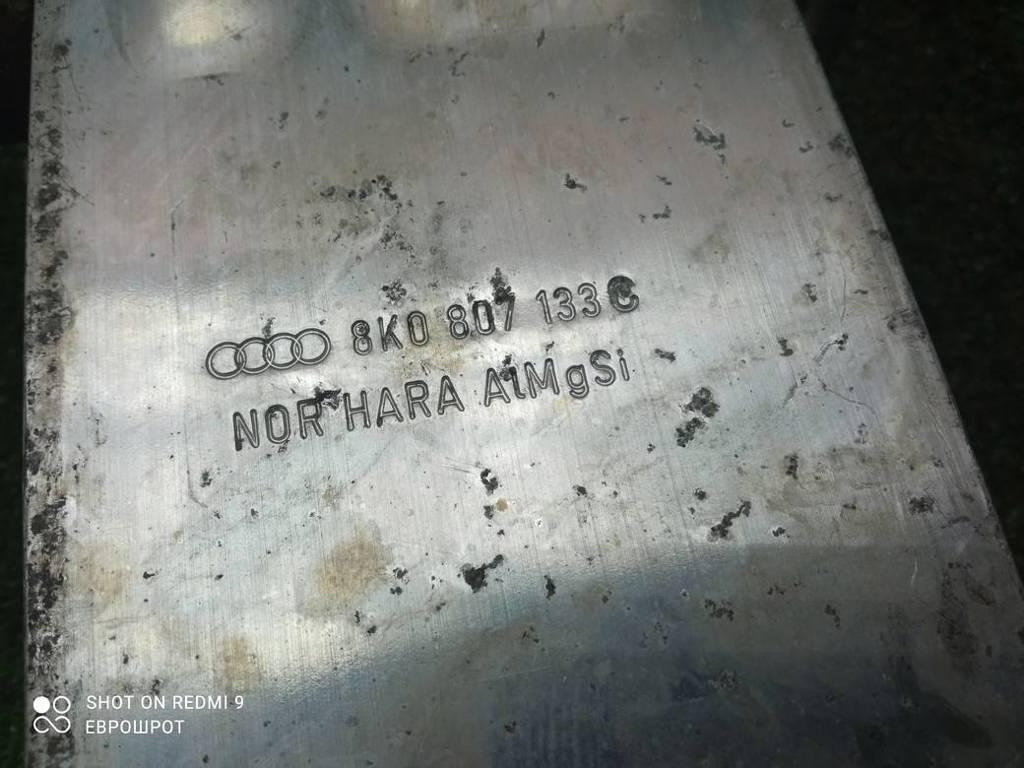 8K0 807 133 C
NOR HARA AlMgSi
SHOT ON REDMI 9
ЕВРОШРОТ